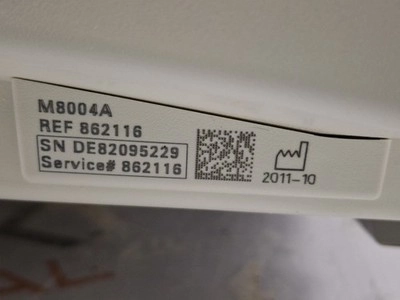 M8004A
REF 862116
SN DE82095229
Service# 862116
2011-10